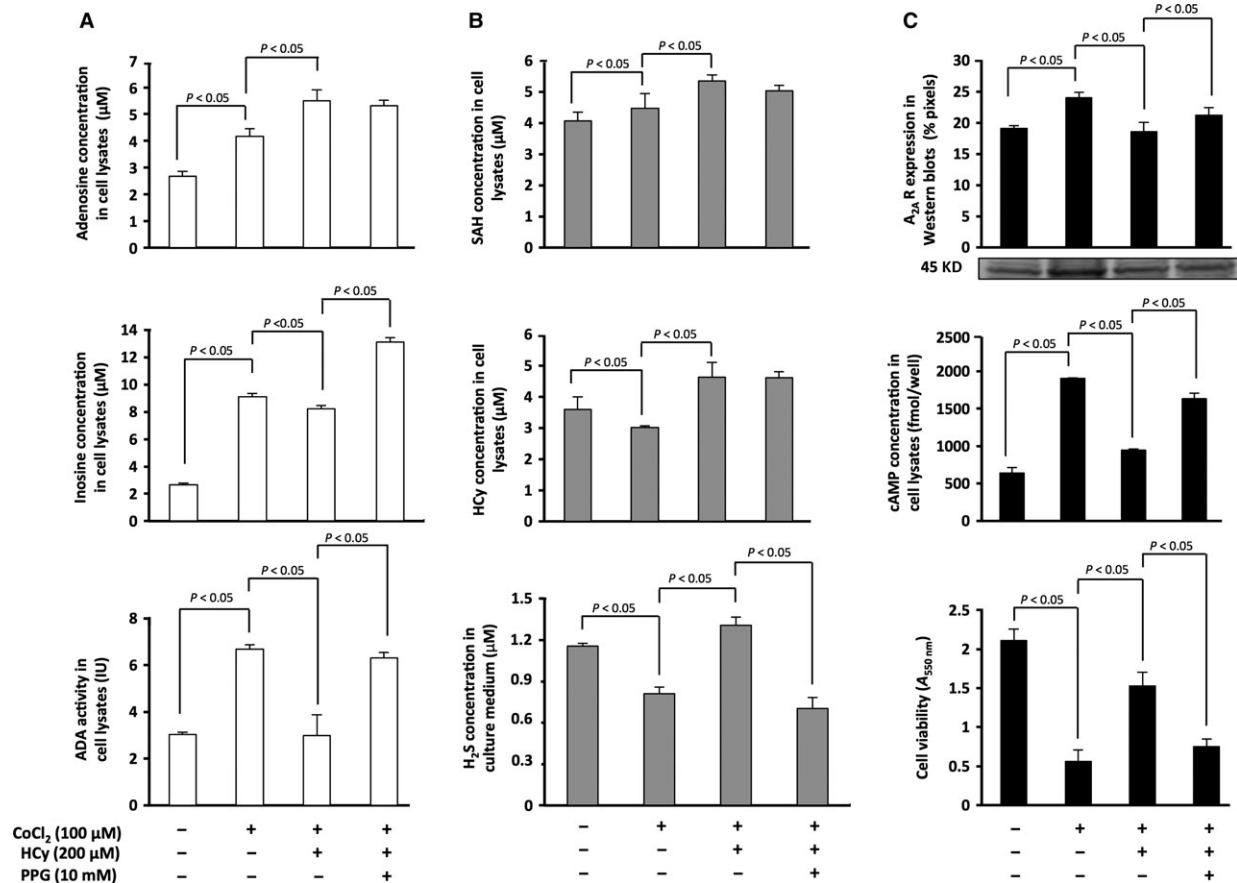 A
Adenosine concentration
in cell lysates (µM)
7
6
5
4
3
2
1
0
P < 0.05
P < 0.05
Inosine concentration
in cell lysates (µM)
14
12
10
8
6
4
2
0
P < 0.05
P <0.05
P < 0.05
ADA activity in
cell lysates (IU)
8
6
4
2
0
P < 0.05
P < 0.05
P < 0.05
B
SAH concentration in cell
lysates (µM)
6
5
4
3
2
1
0
P < 0.05
P < 0.05
HCy concentration in cell
lysates (µM)
6
5
4
3
2
1
0
P < 0.05
P < 0.05
H2S concentration in
culture medium (µM)
1.5
1.2
0.9
0.6
0.3
0
P < 0.05
P < 0.05
P < 0.05
C
A2A R expression in
Western blots (% pixels)
30
25
20
15
10
5
0
P < 0.05
P < 0.05
P < 0.05
45 KD
cAMP concentration in
cell lysates (fmol/well)
2500
2000
1500
1000
500
0
P < 0.05
P < 0.05
P < 0.05
Cell viability (A550 nm)
2.5
2
1.5
1
0.5
0
P < 0.05
P < 0.05
P < 0.05
CoCl2 (100 µM) – + + + – + + + – + + +
HCy (200 µM) – – + + – – + + – – + +
PPG (10 mM) – – – + – – – + – – – +